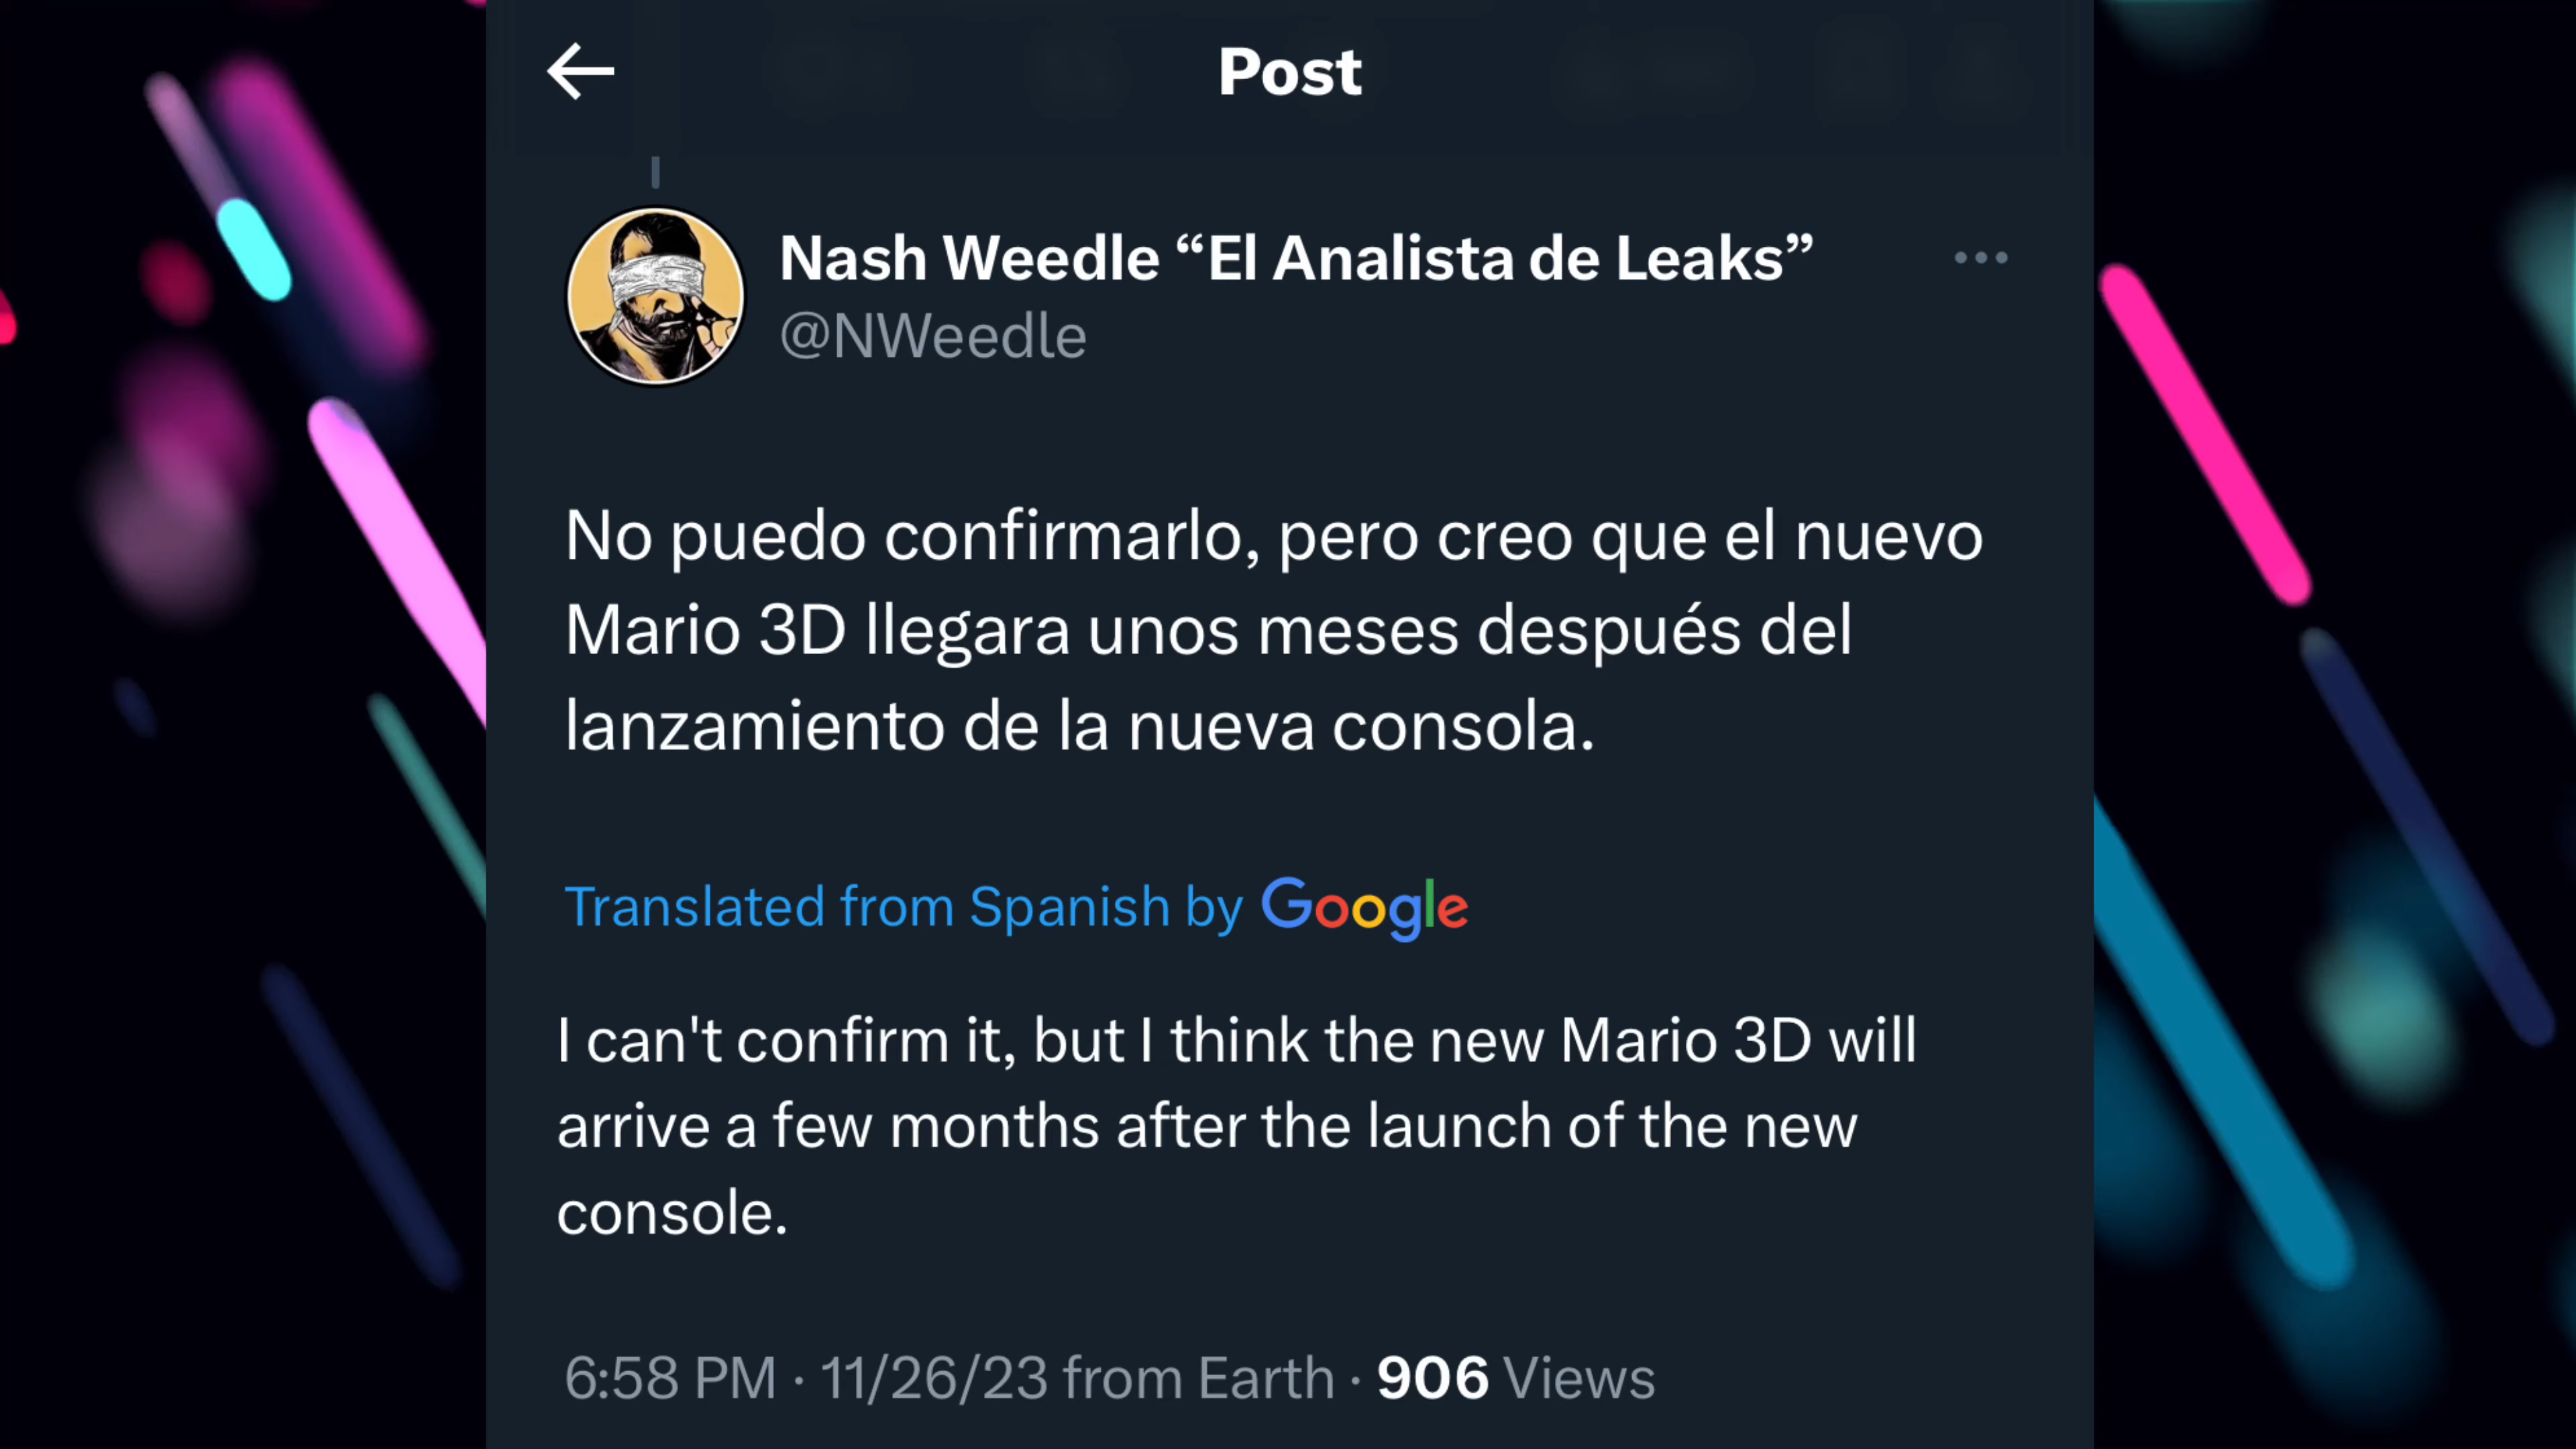 Post
Nash Weedle “El Analista de Leaks”
@NWeedle
No puedo confirmarlo, pero creo que el nuevo
Mario 3D llegara unos meses después del
lanzamiento de la nueva consola.
Translated from Spanish by Google
I can't confirm it, but I think the new Mario 3D will
arrive a few months after the launch of the new
console.
6:58 PM · 11/26/23 from Earth · 906 Views